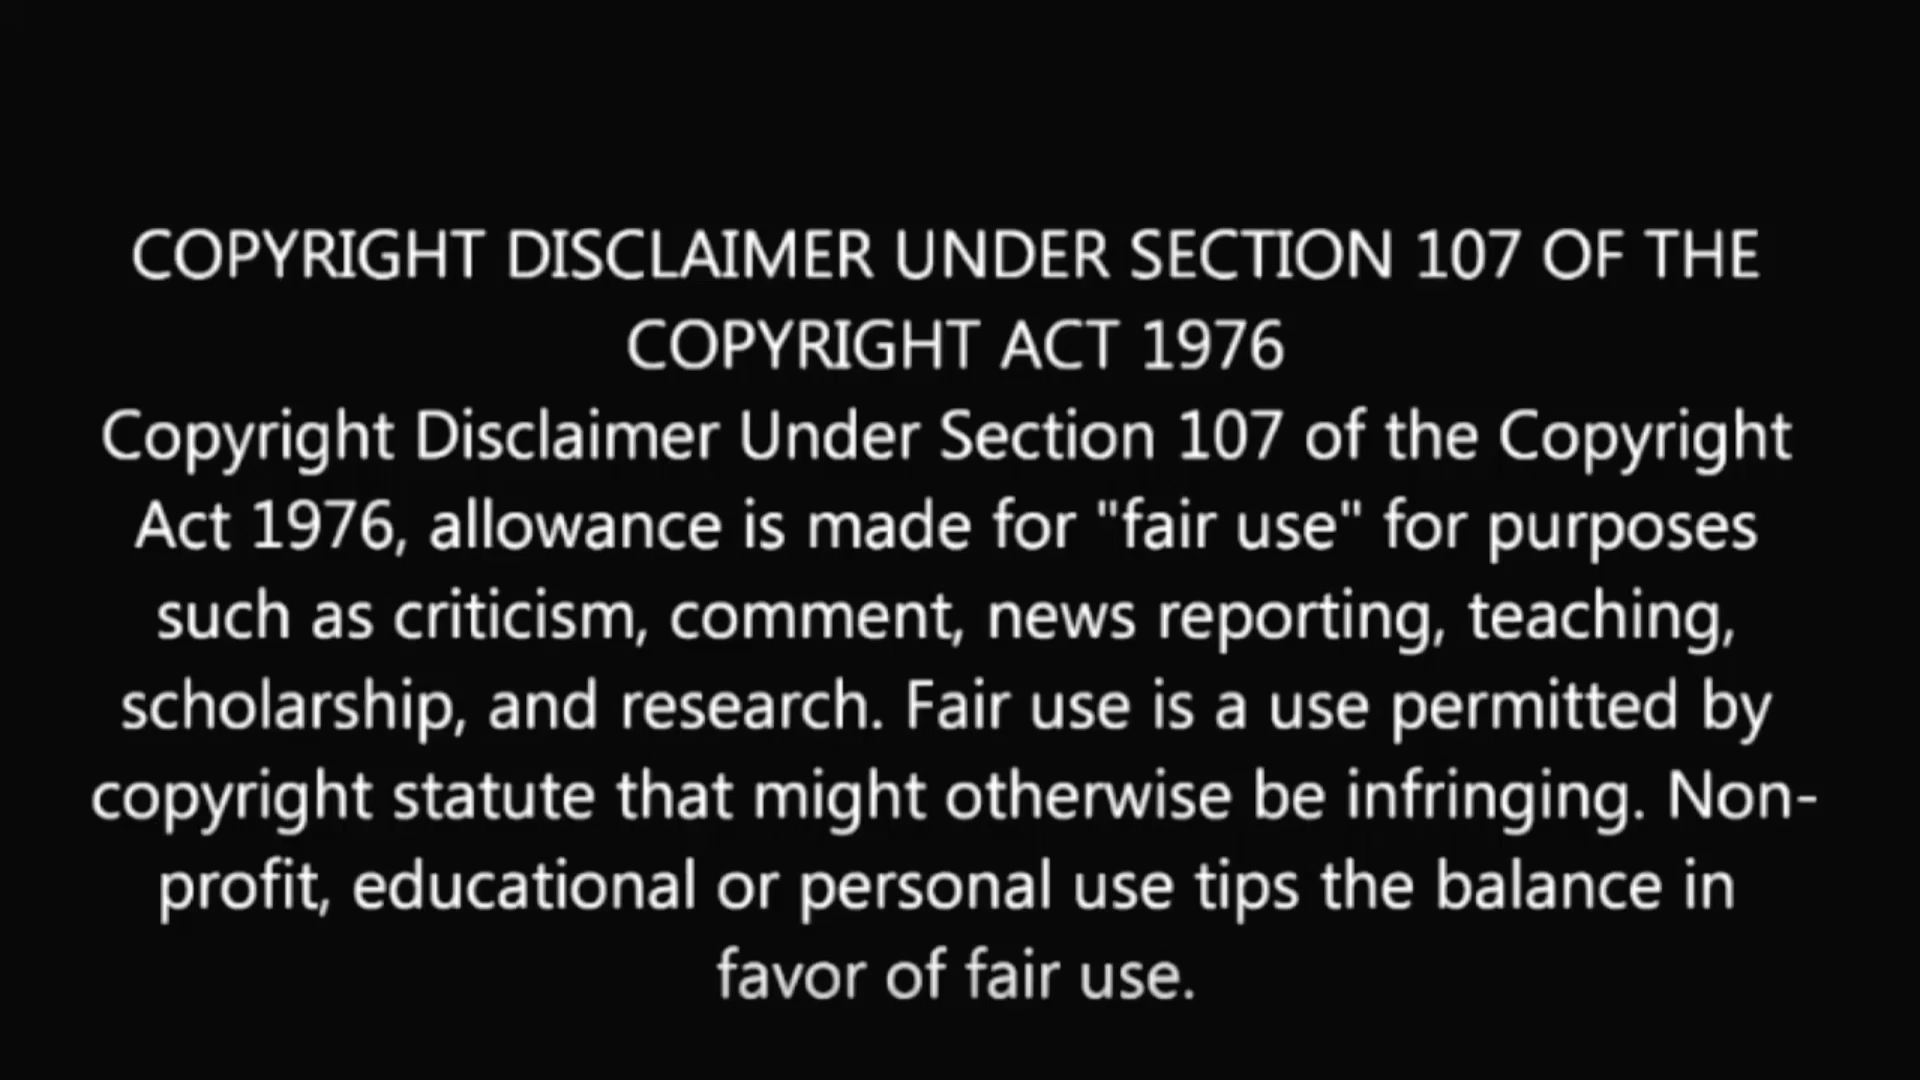 COPYRIGHT DISCLAIMER UNDER SECTION 107 OF THE
COPYRIGHT ACT 1976
Copyright Disclaimer Under Section 107 of the Copyright
Act 1976, allowance is made for "fair use" for purposes
such as criticism, comment, news reporting, teaching,
scholarship, and research. Fair use is a use permitted by
copyright statute that might otherwise be infringing. Non-
profit, educational or personal use tips the balance in
favor of fair use.